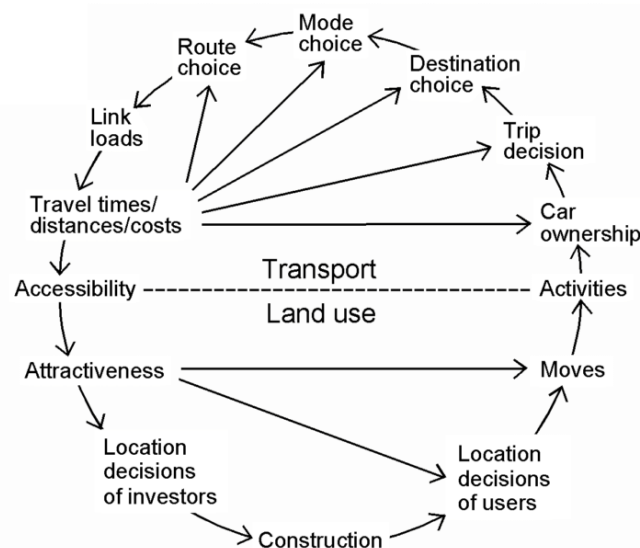 Mode
choice
Route
choice
Destination
choice
Link
loads
Trip
decision
Travel times/
distances/costs
Car
ownership
Transport
Accessibility
Activities
Land use
Attractiveness
Moves
Location
decisions
of investors
Location
decisions
of users
Construction